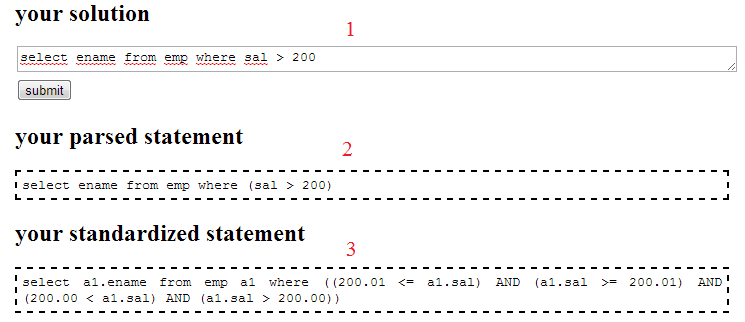 your solution
1
select ename from emp where sal > 200
submit
your parsed statement
2
select ename from emp where (sal > 200)
your standardized statement
3
select a1.ename from emp a1 where ((200.01 <= a1.sal) AND (a1.sal >= 200.01) AND
(200.00 < a1.sal) AND (a1.sal > 200.00))